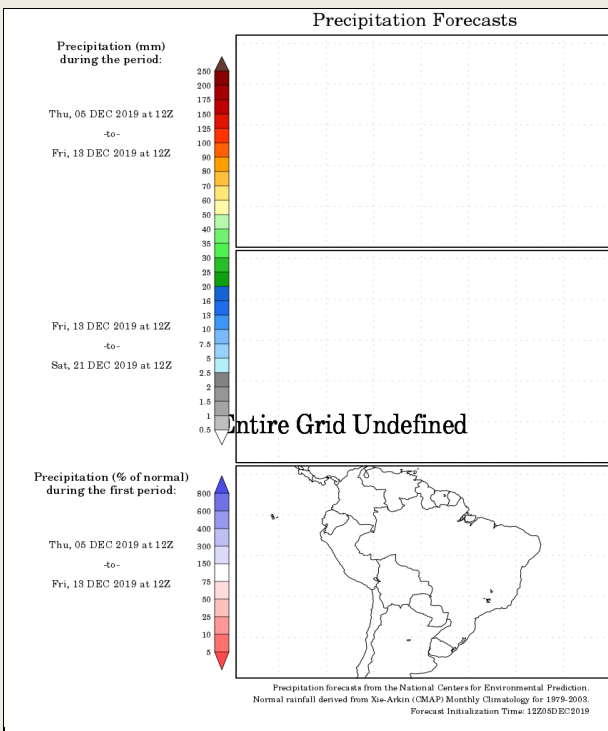 Precipitation Forecasts
Precipitation (mm)
during the period:
Thu, 05 DEC 2019 at 12Z
-to-
Fri, 13 DEC 2019 at 12Z
250
200
175
150
125
100
90
80
70
60
50
40
35
30
25
20
16
13
10
7.5
5
2.5
2
1.5
1
0.5
Fri, 13 DEC 2019 at 12Z
-to-
Sat, 21 DEC 2019 at 12Z
Entire Grid Undefined
Precipitation (% of normal)
during the first period:
Thu, 05 DEC 2019 at 12Z
-to-
Fri, 13 DEC 2019 at 12Z
800
600
400
300
150
75
50
25
10
5
Precipitation forecasts from the National Centers for Environmental Prediction.
Normal rainfall derived from Xie-Arkin (CMAP) Monthly Climatology for 1979-2003.
Forecast Initialization Time: 12Z05DEC2019